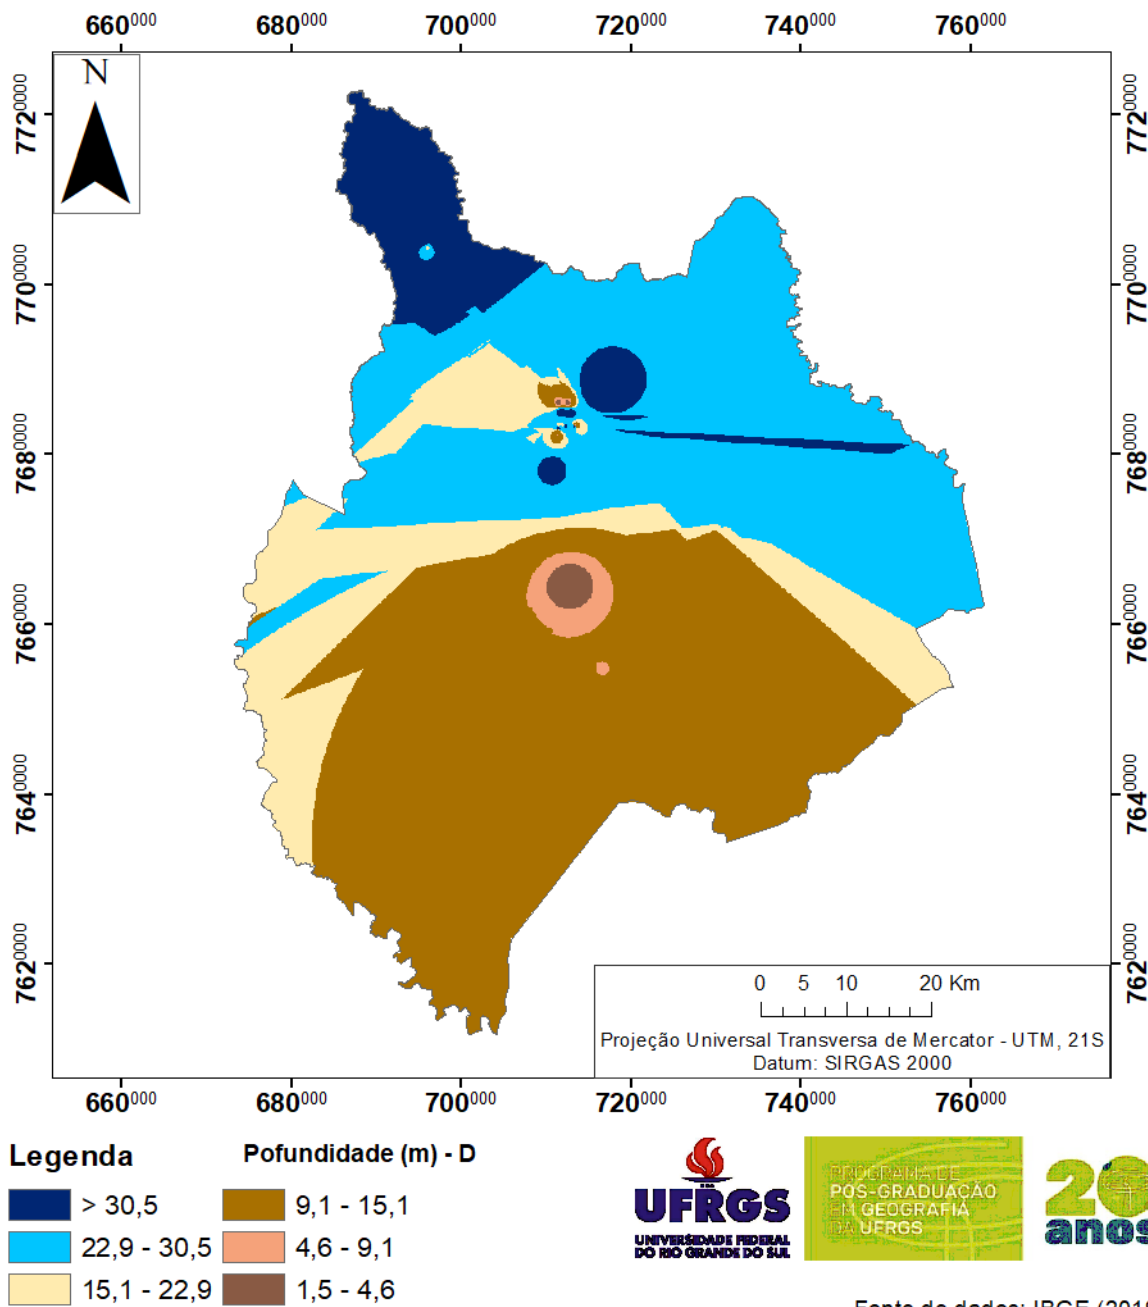 660000 680000 700000 720000 740000 760000
N
7720000 7720000
7700000 7700000
7680000 7680000
7660000 7660000
7640000 7640000
7620000 7620000
0 5 10 20 Km
Projeção Universal Transversa de Mercator - UTM, 21S
Datum: SIRGAS 2000
660000 680000 700000 720000 740000 760000
Legenda
Pofundidade (m) - D
> 30,5
22,9 - 30,5
15,1 - 22,9
9,1 - 15,1
4,6 - 9,1
1,5 - 4,6
UFRGS
UNIVERSIDADE FEDERAL
DO RIO GRANDE DO SUL
PROGRAMA DE
PÓS-GRADUAÇÃO
EM GEOGRAFIA
DA UFRGS
20
anos